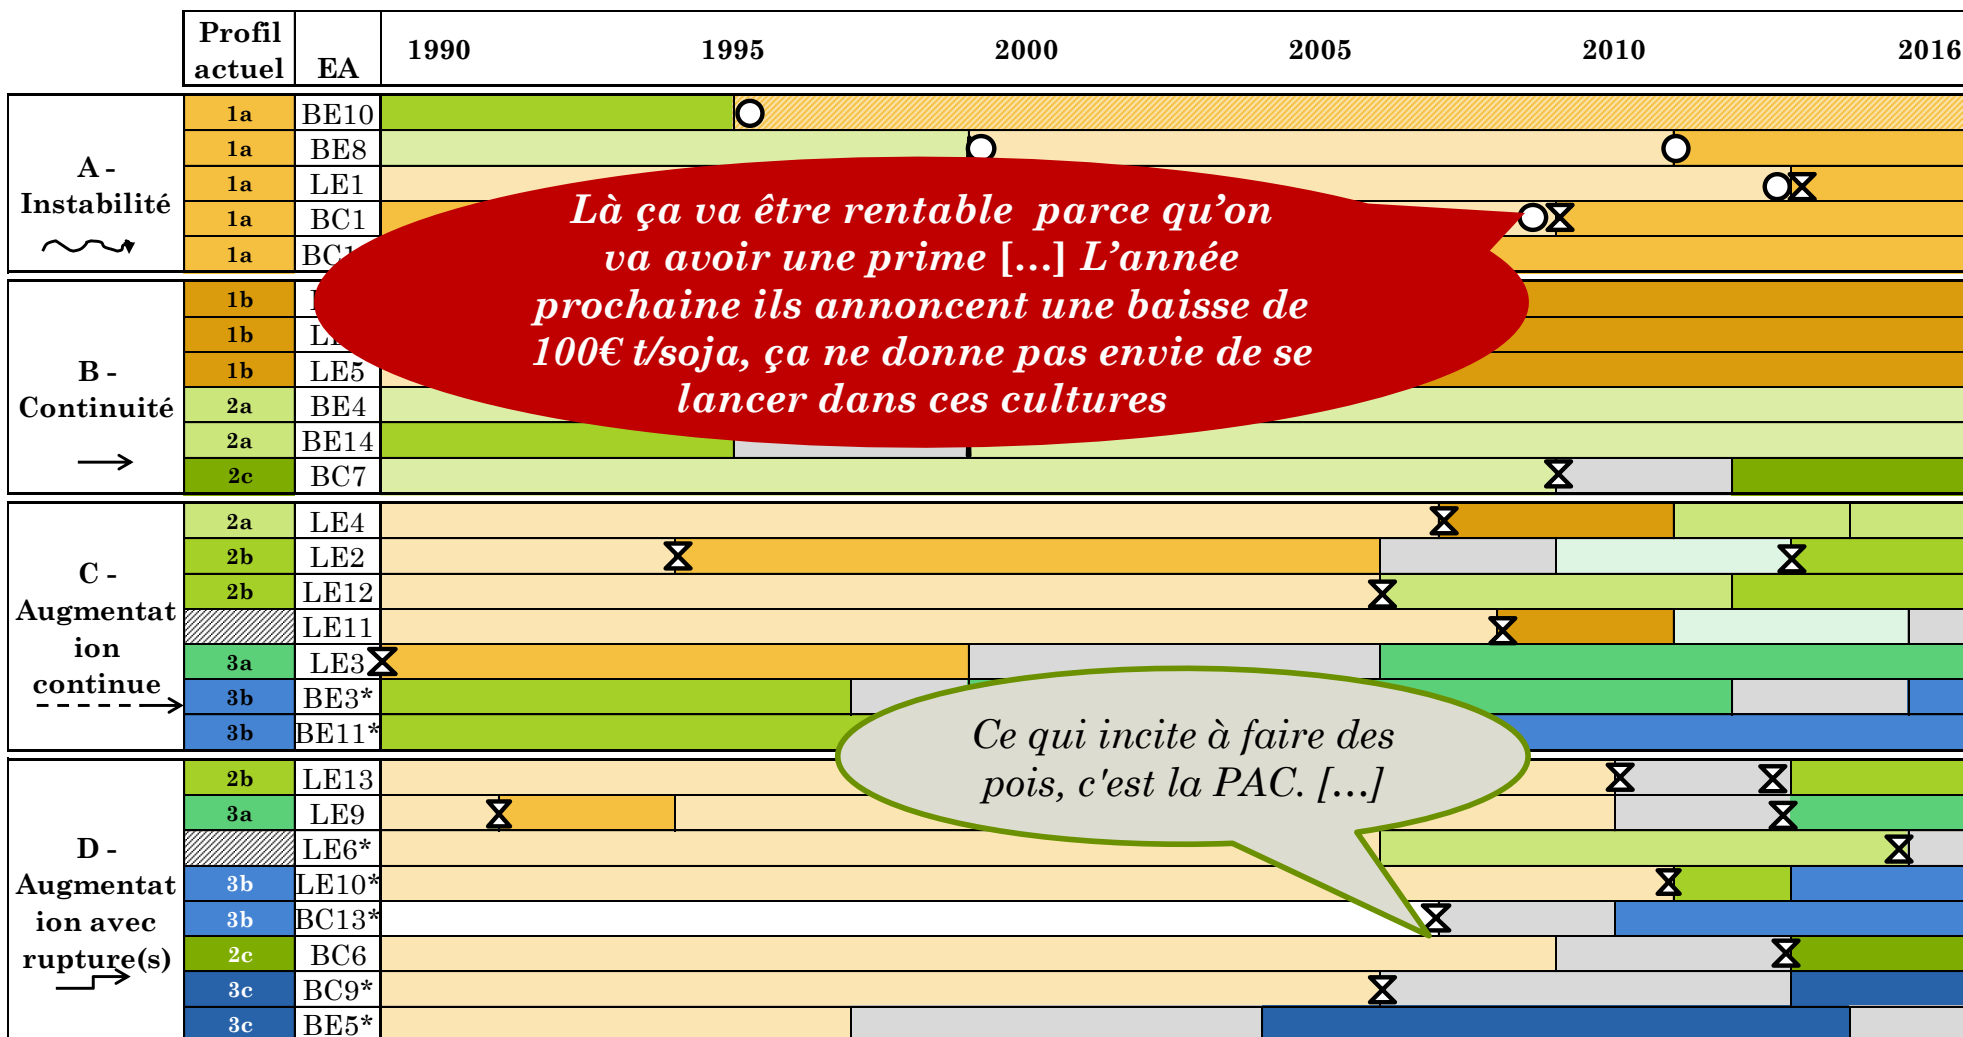 Profil
actuel
EA
1990
1995
2000
2005
2010
2016
A -
Instabilité
1a
BE10
1a
BE8
1a
LE1
1a
BC1
1a
Là ça va être rentable parce qu'on
va avoir une prime [...] L'année
prochaine ils annoncent une baisse de
100€ t/soja, ça ne donne pas envie de se
lancer dans ces cultures
B -
Continuité
1b
1b
1b
LE5
2a
BE4
2a
BE14
2c
BC7
C -
Augmentat
ion
continue
2a
LE4
2b
LE2
2b
LE12
LE11
3a
LE3
3b
BE3*
3b
BE11*
Ce qui incite à faire des
pois, c'est la PAC. [...]
D -
Augmentat
ion avec
rupture(s)
2b
LE13
3a
LE9
LE6*
3b
LE10*
3b
BC13*
2c
BC6
3c
BC9*
3c
BE5*